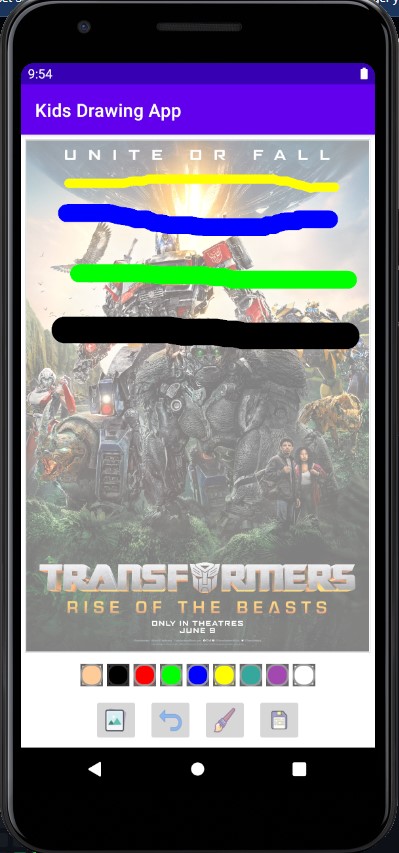 9:54
Kids Drawing App
UNITE OR FALL
TRANSFORMERS
RISE OF THE BEASTS
ONLY IN THEATRES
JUNE 9